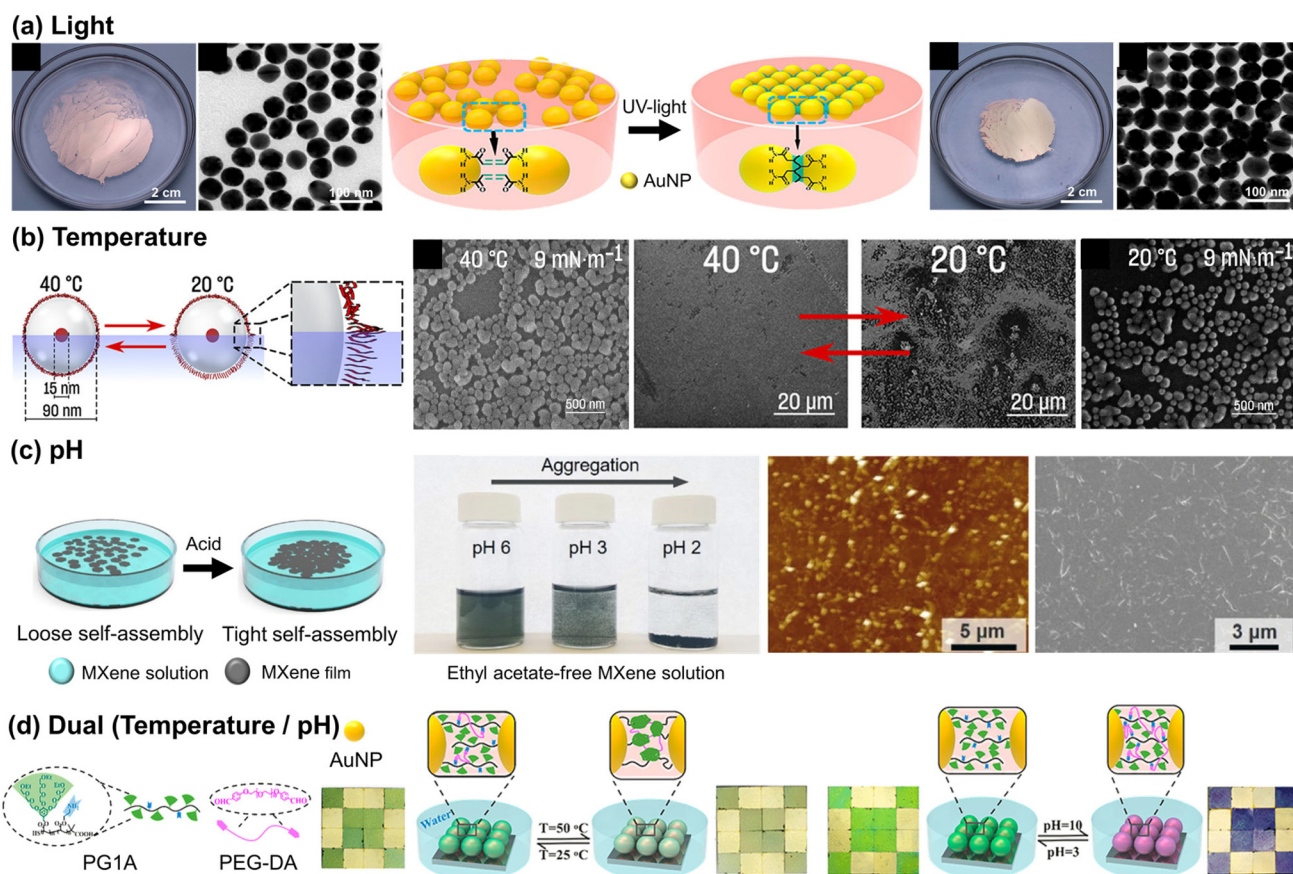 (a) Light
2 cm
100 nm
UV-light
AuNP
2 cm
100 nm
(b) Temperature
40 °C
20 °C
15 nm
90 nm
40 °C 9 mN·m⁻¹
500 nm
40 °C
20 µm
20 °C
20 µm
20 °C 9 mN·m⁻¹
500 nm
(c) pH
Acid
Loose self-assembly
Tight self-assembly
MXene solution
MXene film
Aggregation
pH 6
pH 3
pH 2
Ethyl acetate-free MXene solution
5 µm
3 µm
(d) Dual (Temperature / pH)
AuNP
COOH
PG1A
OHC
CHO
PEG-DA
Water
T=50 °C
T=25 °C
pH=10
pH=3